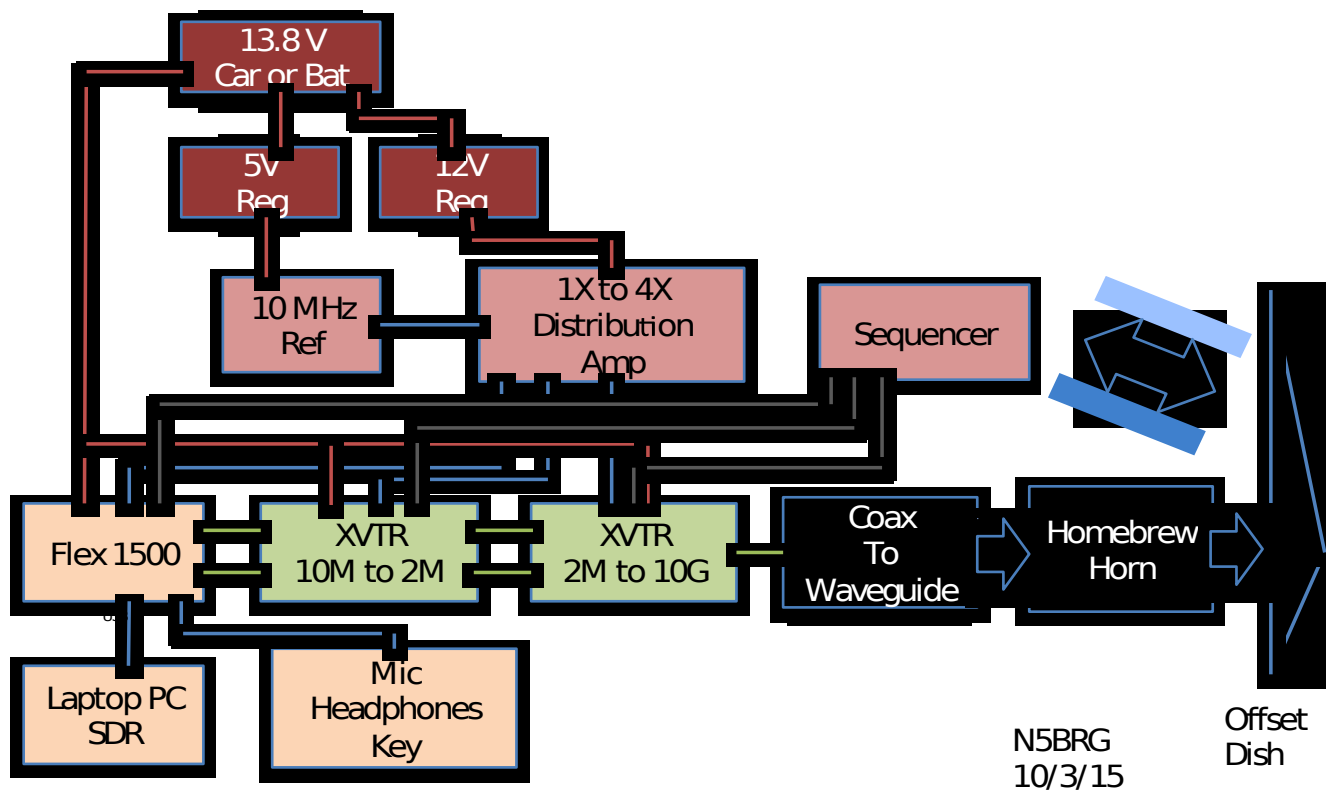 13.8 V
Car or Bat
5V
Reg
12V
Reg
10 MHz
Ref
1X to 4X
Distribution
Amp
Sequencer
Flex 1500
XVTR
10M to 2M
XVTR
2M to 10G
Coax
To
Waveguide
Homebrew
Horn
Laptop PC
SDR
Mic
Headphones
Key
N5BRG
10/3/15
Offset
Dish